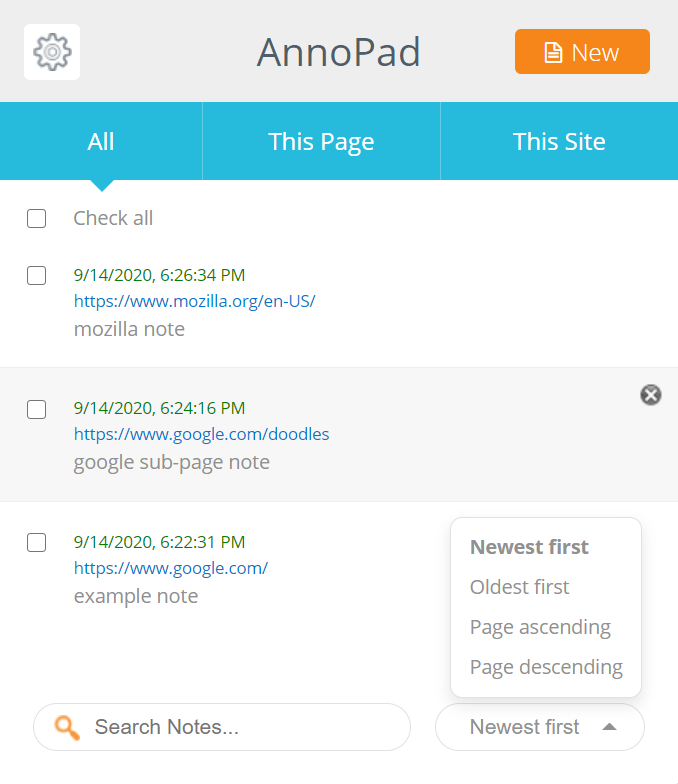 AnnoPad
New
All
This Page
This Site
Check all
9/14/2020, 6:26:34 PM
https://www.mozilla.org/en-US/
mozilla note
9/14/2020, 6:24:16 PM
https://www.google.com/doodles
google sub-page note
9/14/2020, 6:22:31 PM
https://www.google.com/
example note
Newest first
Oldest first
Page ascending
Page descending
Search Notes...
Newest first